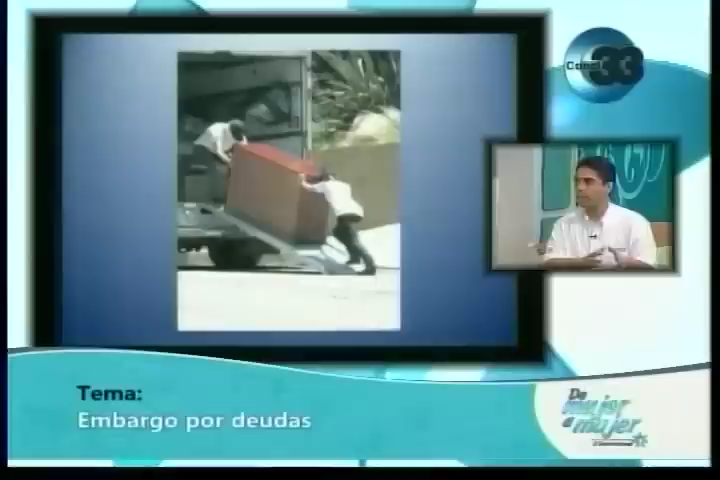 Canal 33
Tema:
Embargo por deudas
De
mujer
a mujer